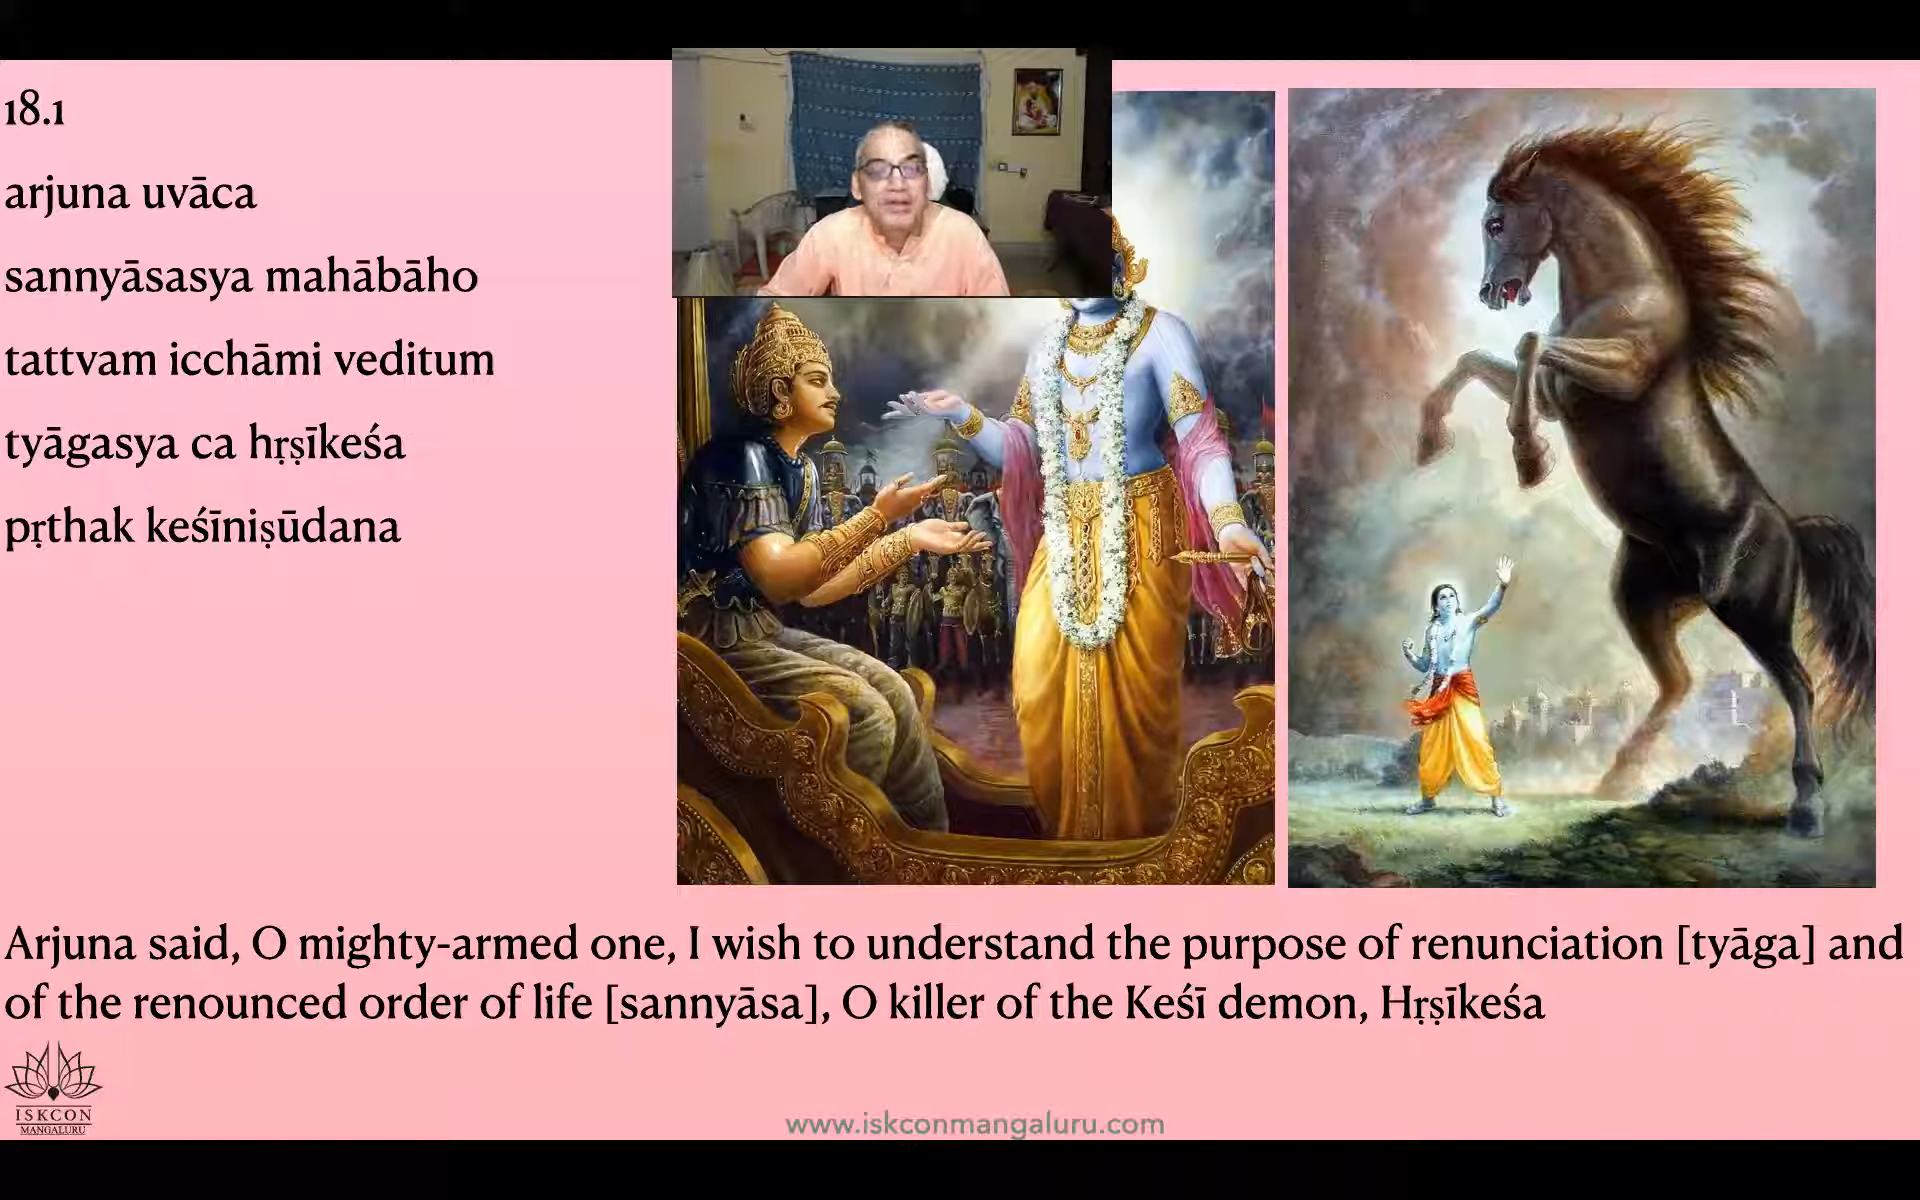 18.1
arjuna uvāca
sannyāsasya mahābāho
tattvam icchāmi veditum
tyāgasya ca hṛṣīkeśa
pṛthak keśīniṣūdana
Arjuna said, O mighty-armed one, I wish to understand the purpose of renunciation [tyāga] and
of the renounced order of life [sannyāsa], O killer of the Keśī demon, Hṛṣīkeśa
ISKCON
MANGALURU
www.iskconmangaluru.com